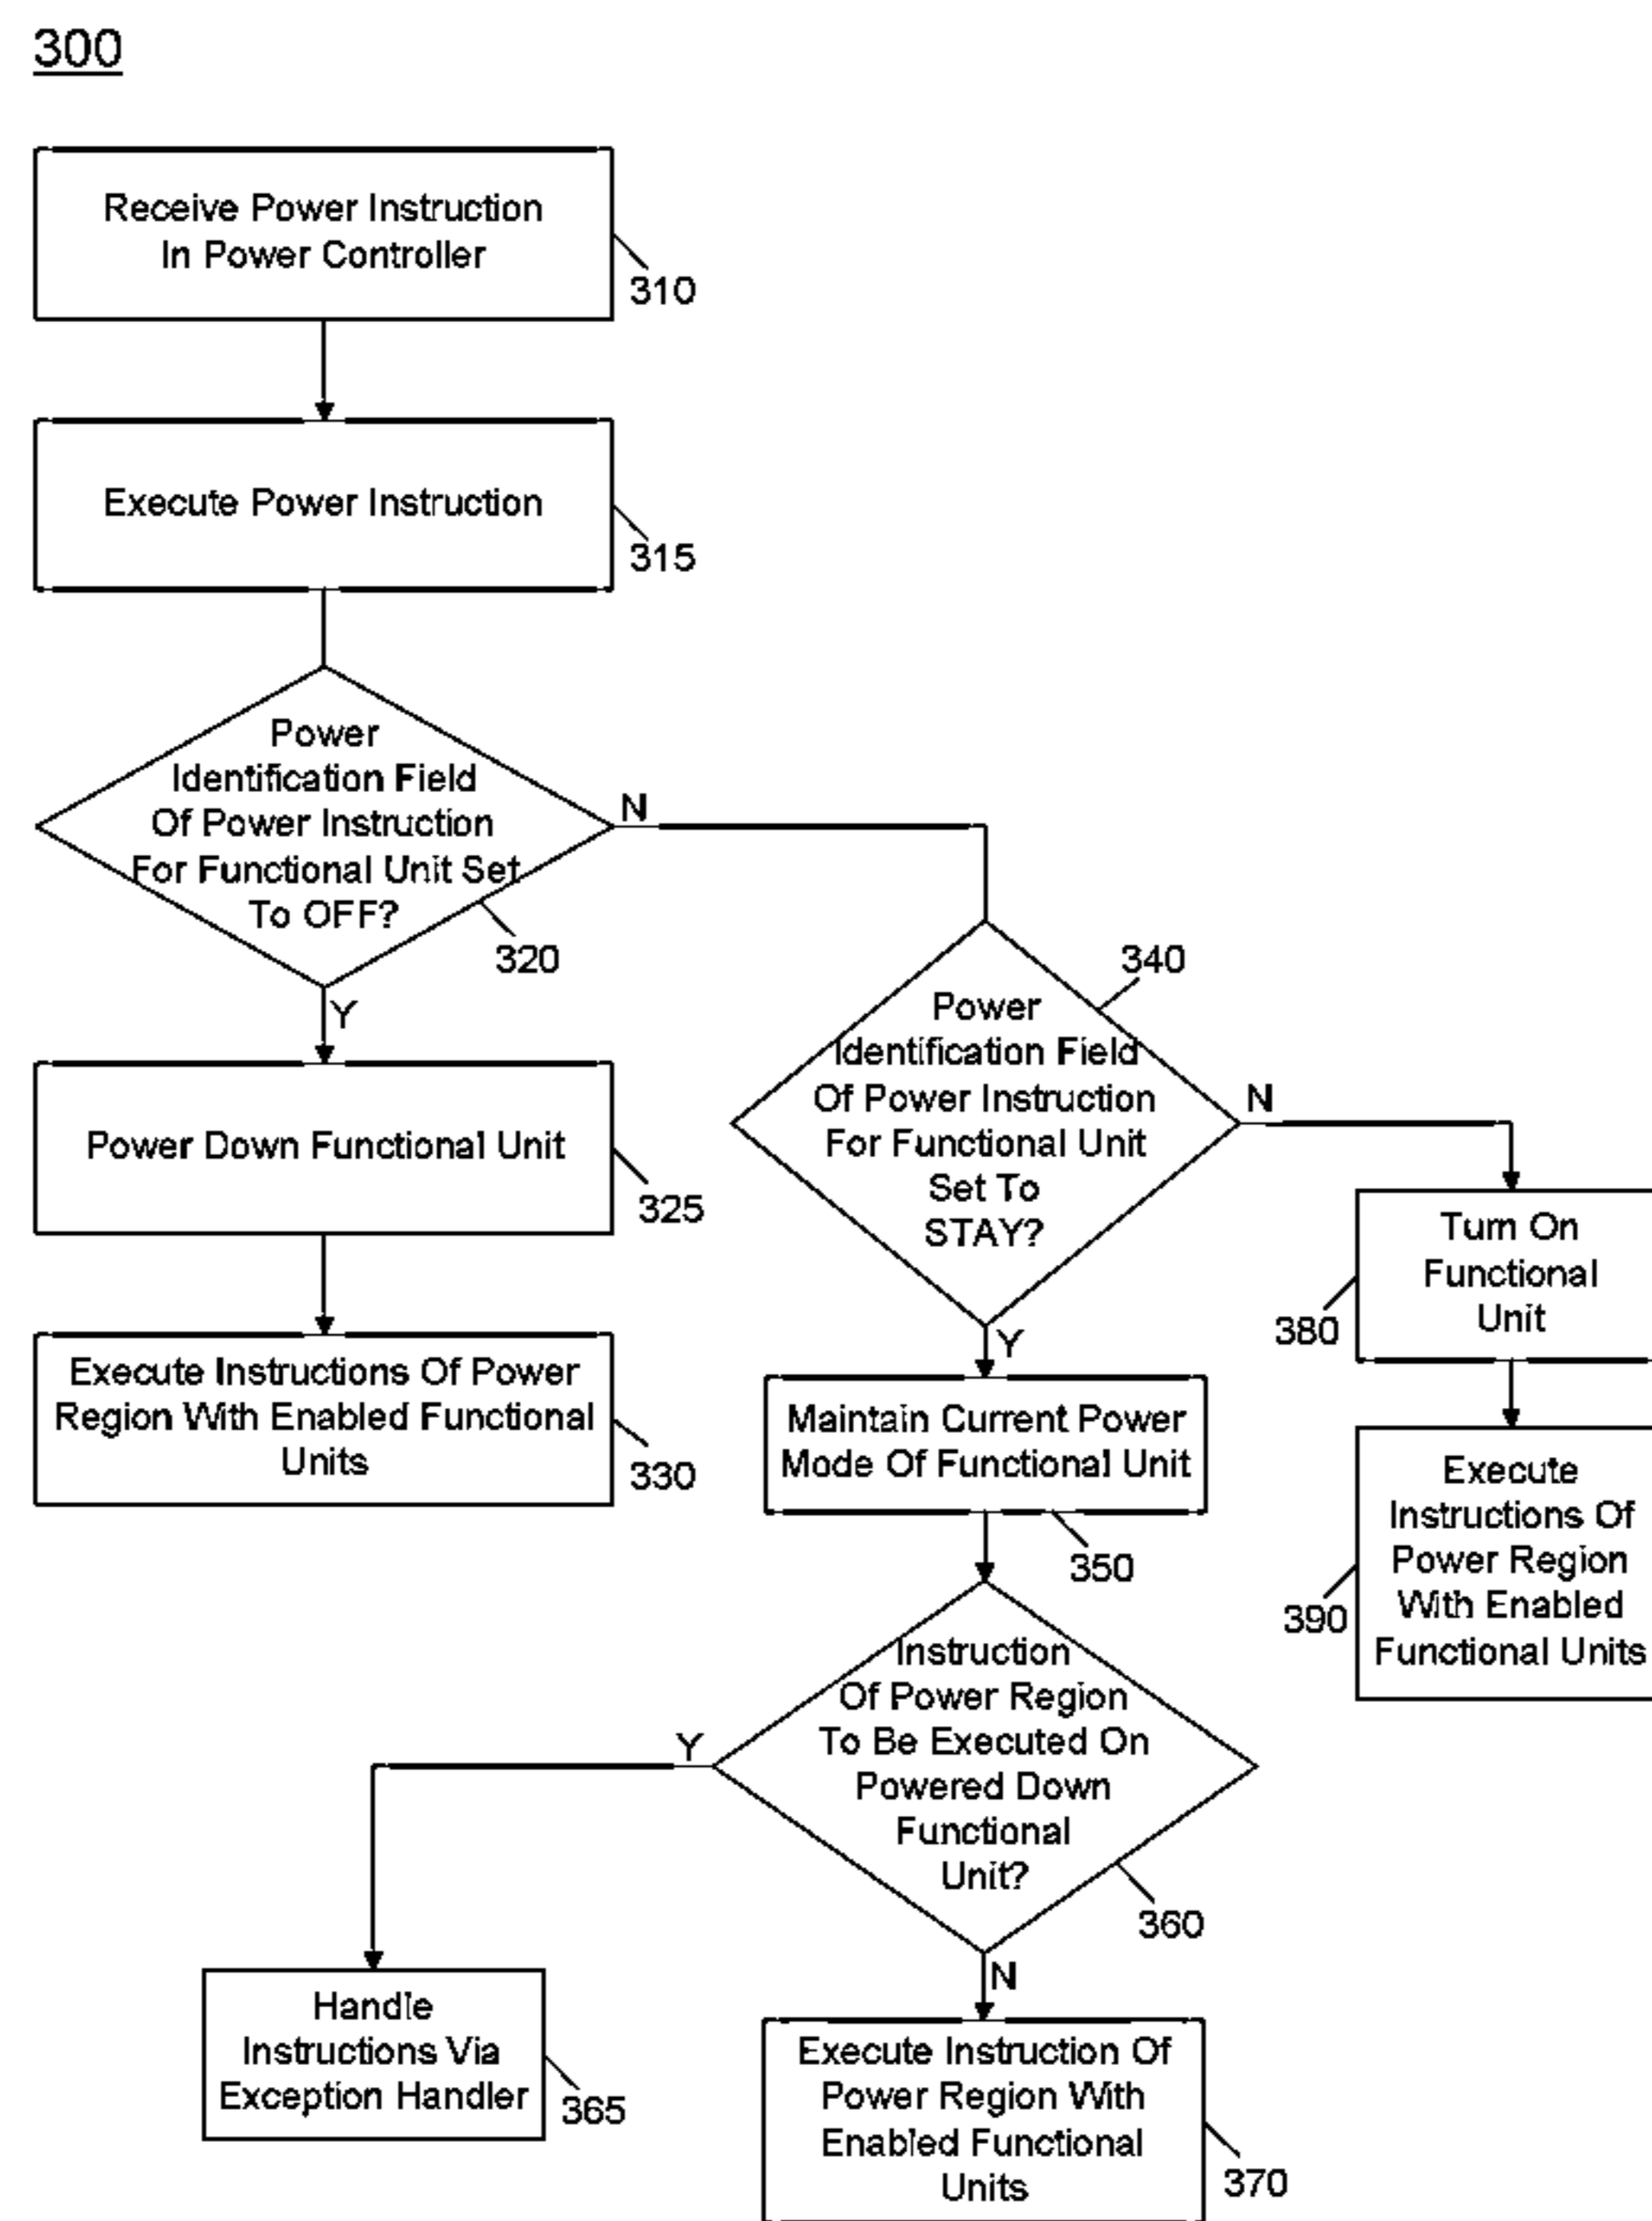 300
Receive Power Instruction
In Power Controller
310
Execute Power Instruction
315
Power
Identification Field
Of Power Instruction
For Functional Unit Set
To OFF?
320
N
Y
Power Down Functional Unit
325
Execute Instructions Of Power
Region With Enabled Functional
Units
330
340
Power
Identification Field
Of Power Instruction
For Functional Unit
Set To
STAY?
N
Y
Turn On
Functional
Unit
380
Execute
Instructions Of
Power Region
With Enabled
Functional Units
390
Maintain Current Power
Mode Of Functional Unit
350
Instruction
Of Power Region
To Be Executed On
Powered Down
Functional
Unit?
360
Y
N
Handle
Instructions Via
Exception Handler
365
Execute Instruction Of
Power Region With
Enabled Functional
Units
370